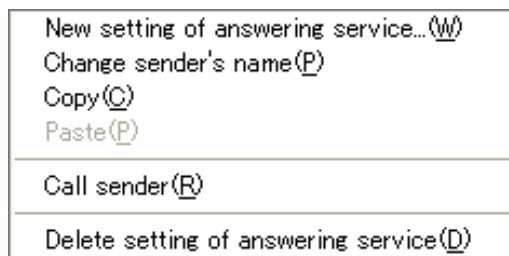 New setting of answering service...(W)
Change sender's name(P)
Copy(C)
Paste(P)
Call sender(R)
Delete setting of answering service(D)